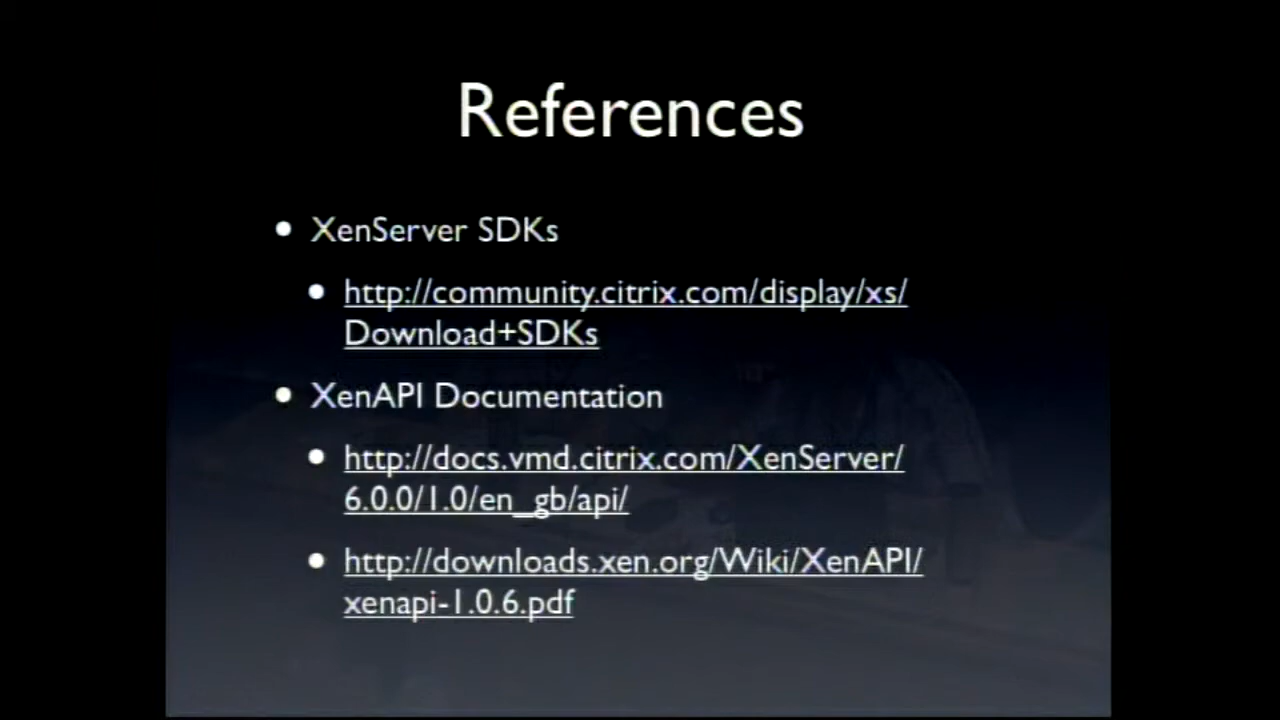 References
• XenServer SDKs
• http://community.citrix.com/display/xs/
Download+SDKs
• XenAPI Documentation
• http://docs.vmd.citrix.com/XenServer/
6.0.0/1.0/en_gb/api/
• http://downloads.xen.org/Wiki/XenAPI/
xenapi-1.0.6.pdf